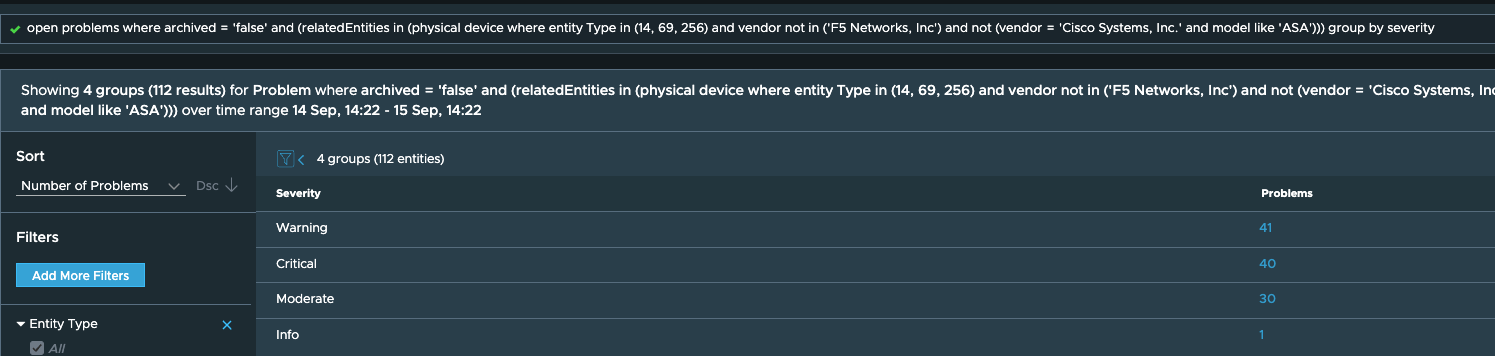 open problems where archived = 'false' and (relatedEntities in (physical device where entity Type in (14, 69, 256) and vendor not in ('F5 Networks, Inc') and not (vendor = 'Cisco Systems, Inc.' and model like 'ASA'))) group by severity
Showing 4 groups (112 results) for Problem where archived = 'false' and (relatedEntities in (physical device where entity Type in (14, 69, 256) and vendor not in ('F5 Networks, Inc') and not (vendor = 'Cisco Systems,
and model like 'ASA'))) over time range 14 Sep, 14:22 - 15 Sep, 14:22
Sort
Number of Problems Dsc
4 groups (112 entities)
Severity Problems
Warning 41
Filters
Critical 40
Add More Filters
Moderate 30
Entity Type
Info 1
All